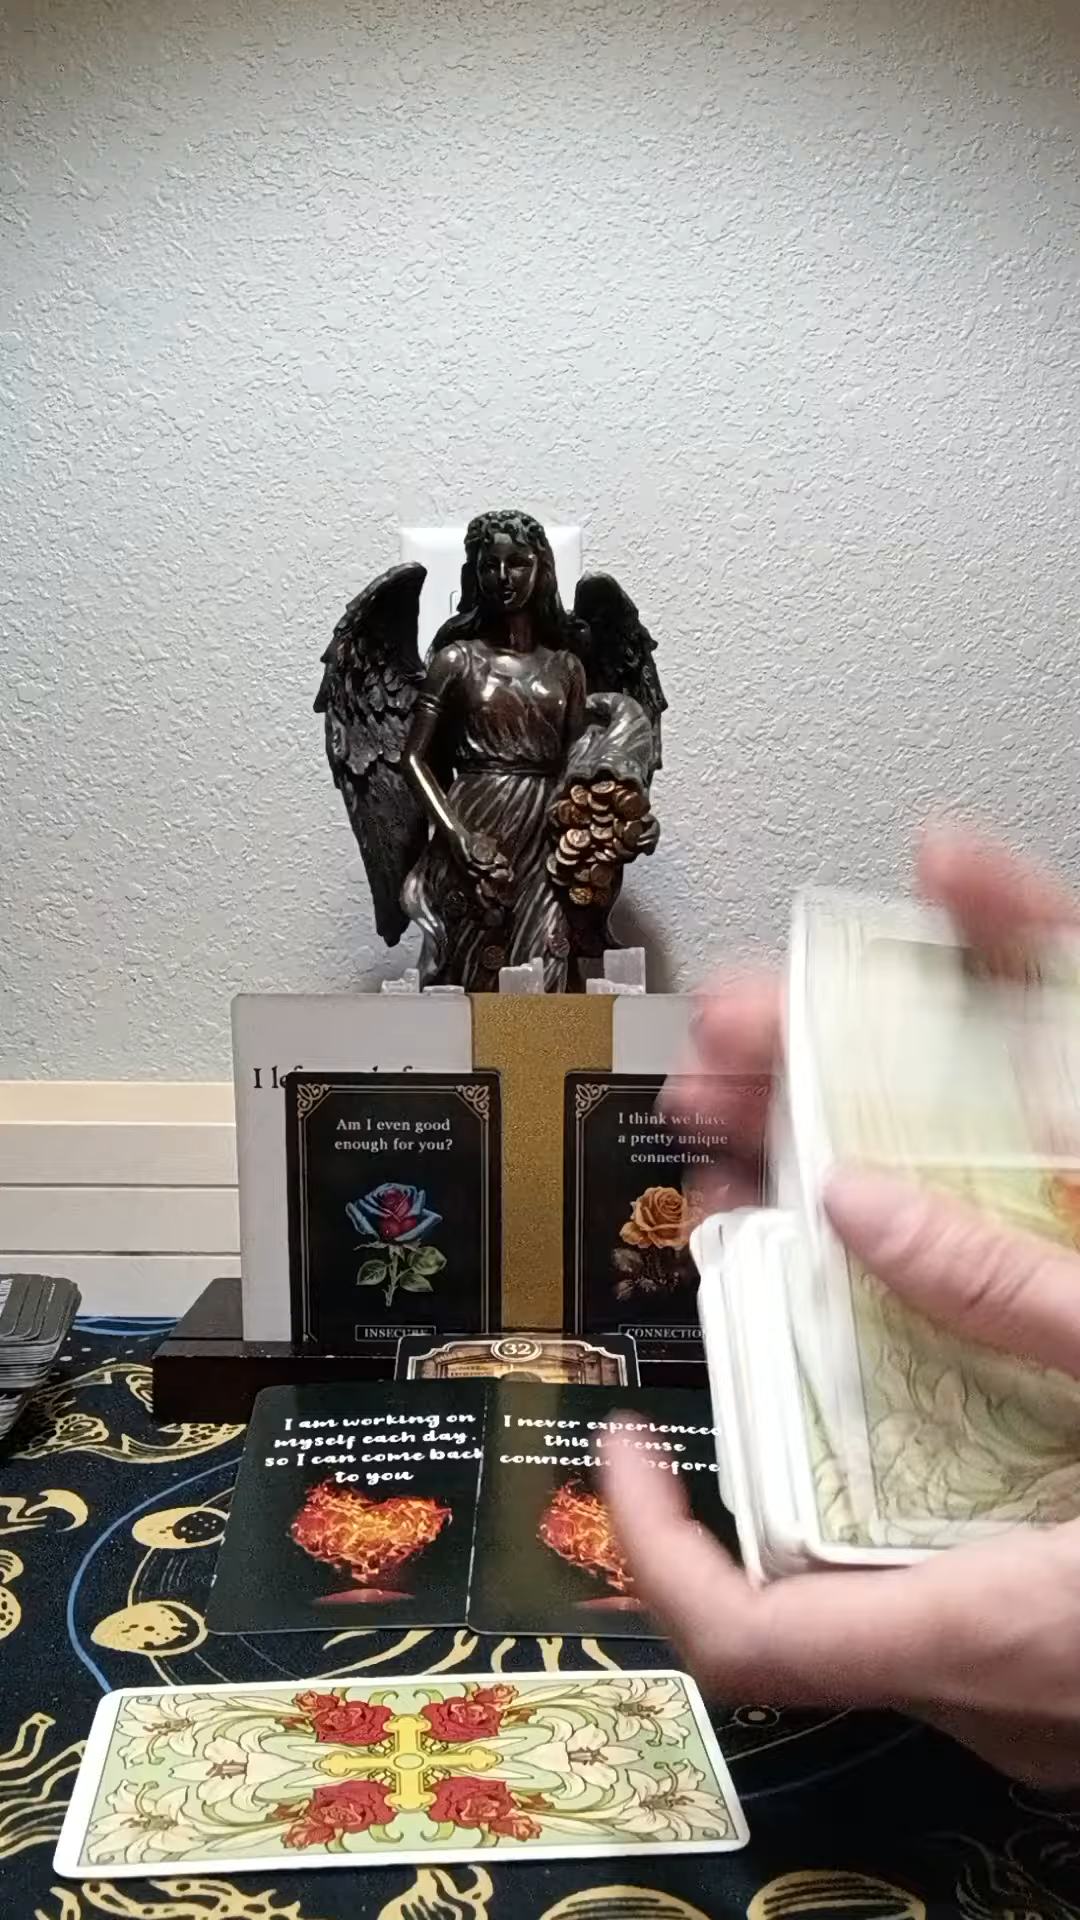 I
Am I even good
enough for you?
INSECURE
I think we have
a pretty unique
connection.
CONNECTIO
32
I am working on
myself each day.
so I can come back
to you
I never experienced
this intense
connection before